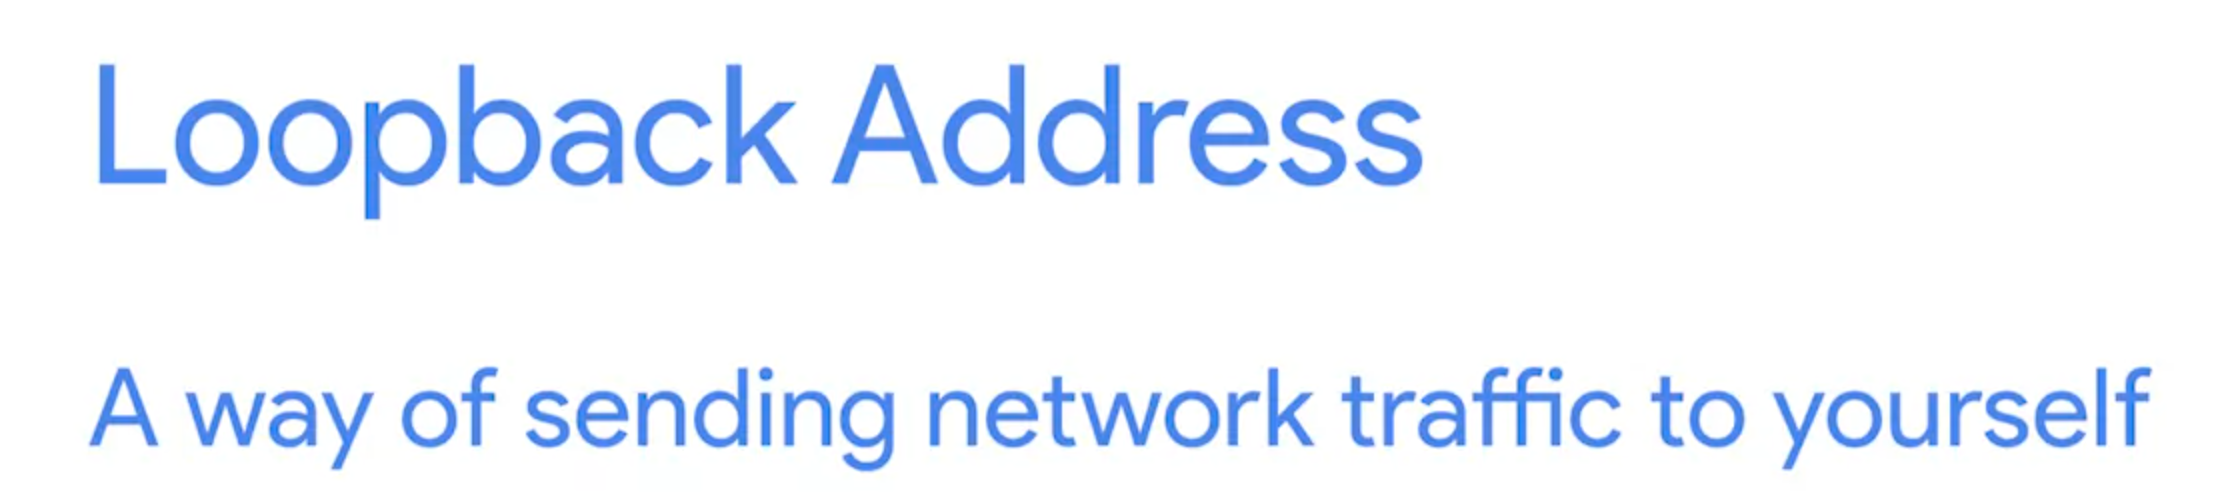 Loopback Address
A way of sending network traffic to yourself